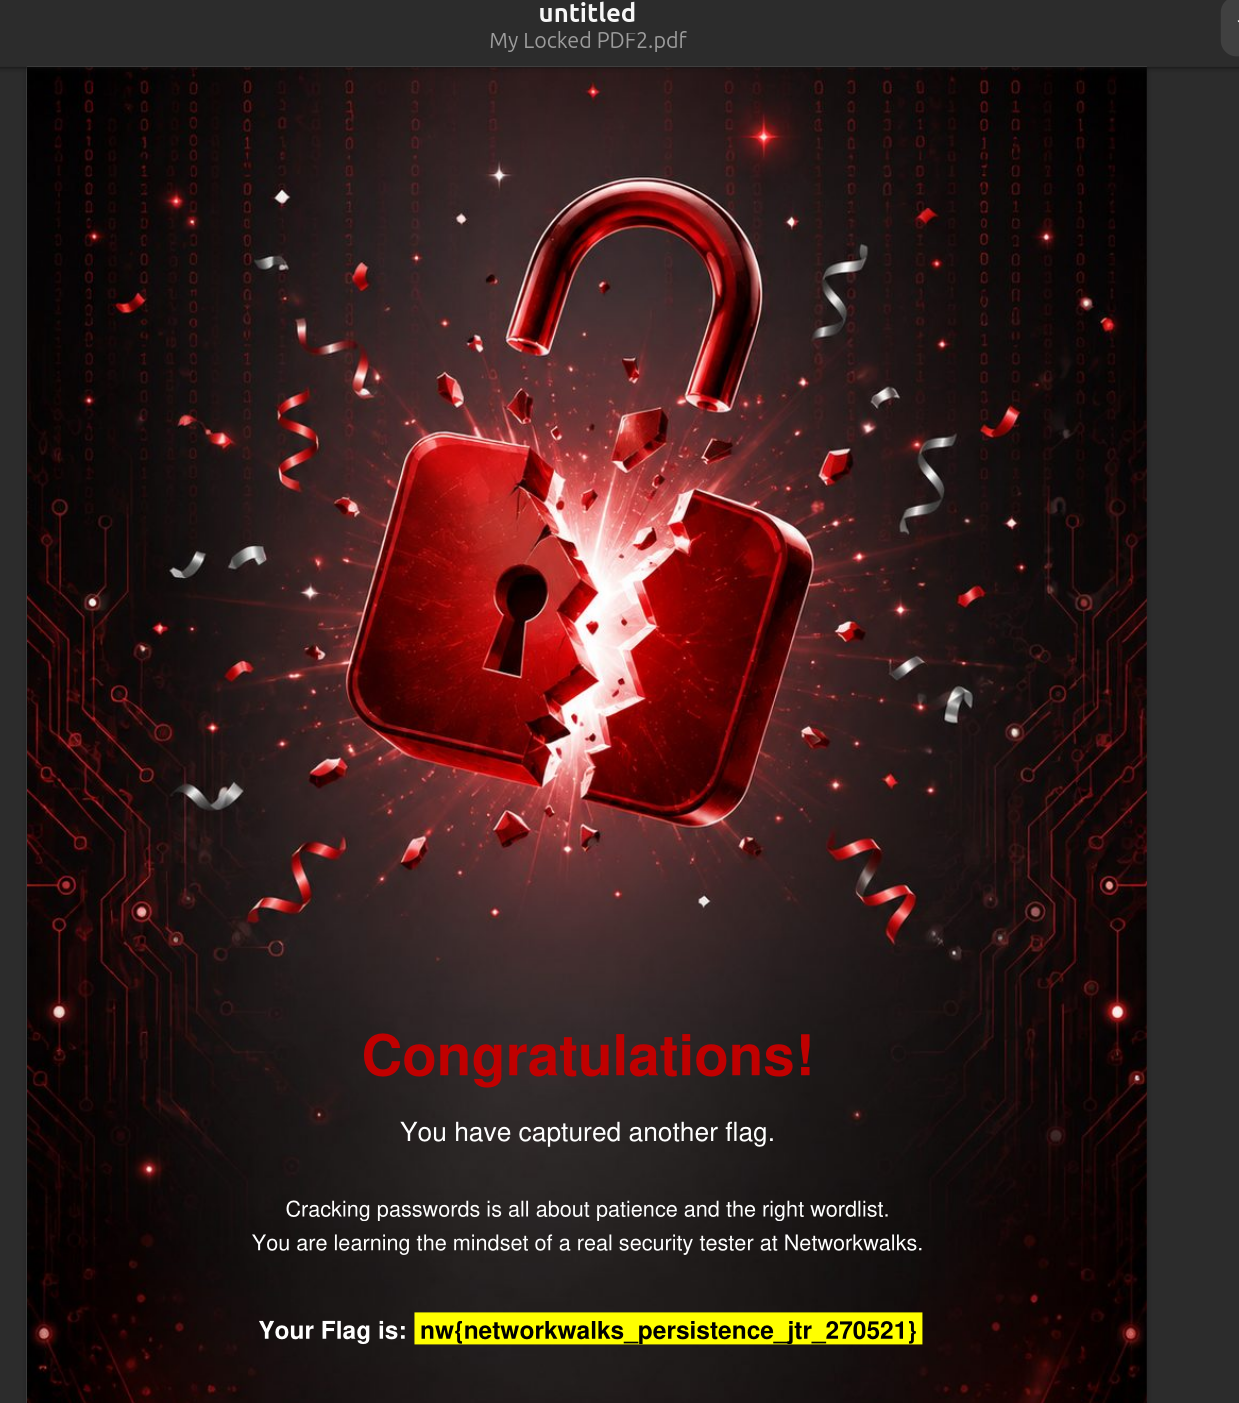 untitled
My Locked PDF2.pdf
Congratulations!
You have captured another flag.
Cracking passwords is all about patience and the right wordlist.
You are learning the mindset of a real security tester at Networkwalks.
Your Flag is: nw{networkwalks_persistence_jtr_270521}